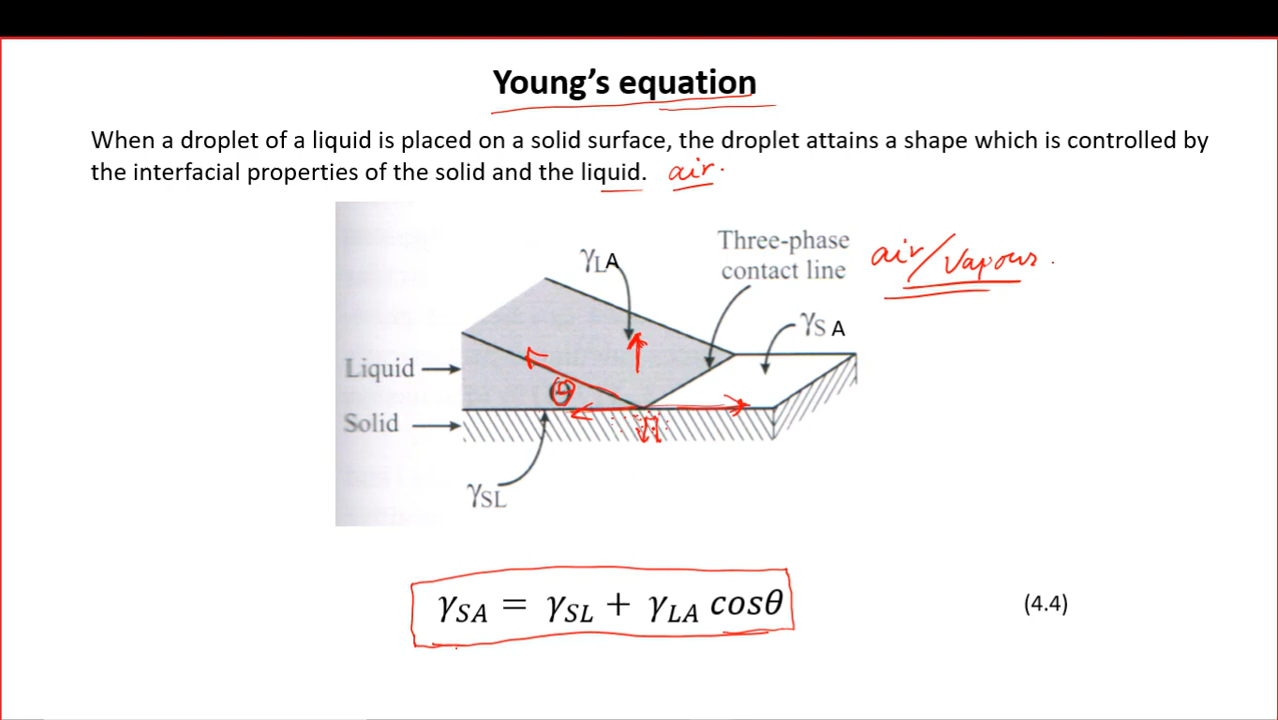 Young's equation
When a droplet of a liquid is placed on a solid surface, the droplet attains a shape which is controlled by
the interfacial properties of the solid and the liquid. air.
γLA
Three-phase
contact line
air/vapour.
γS A
Liquid
θ
Solid
γSL
γSA = γSL + γLA cosθ
(4.4)